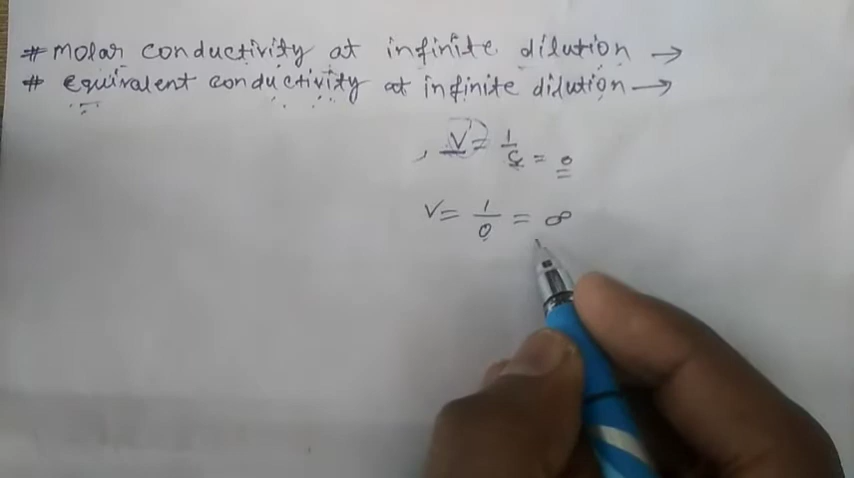 # Molar conductivity at infinite dilution →
# equivalent conductivity at infinite dilution →
, V = 1/C = 0
V = 1/0 = ∞